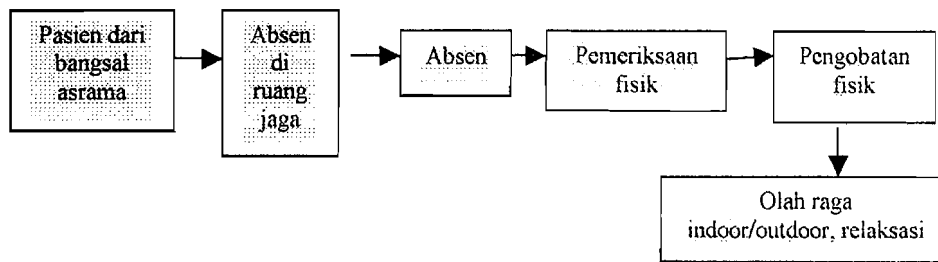 Pasien dari
bangsal
asrama
Absen
di
ruang
jaga
Absen
Pemeriksaan
fisik
Pengobatan
fisik
Olah raga
indoor/outdoor, relaksasi